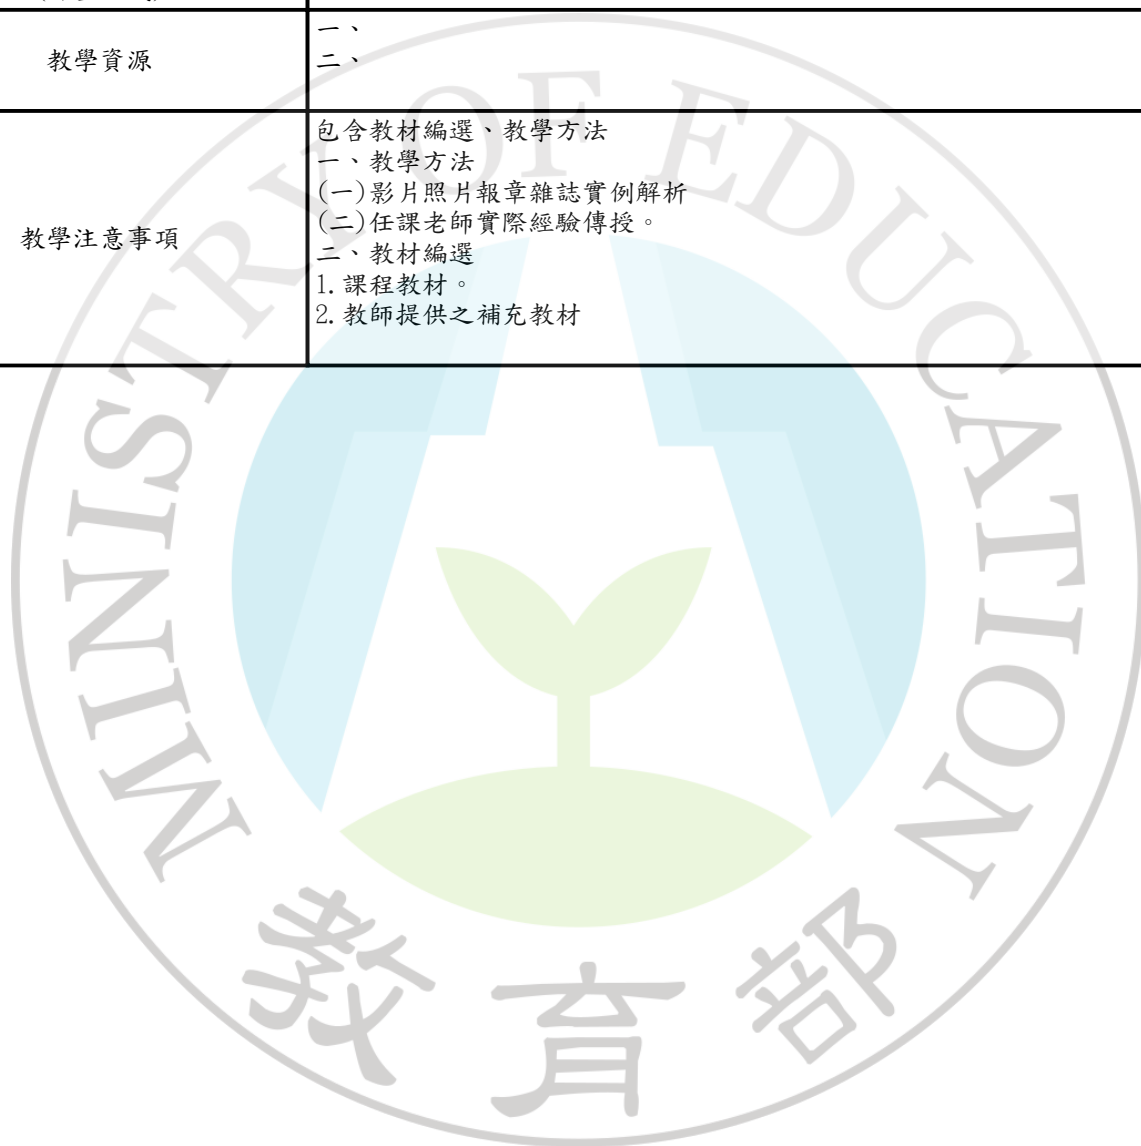 教學資源
一、
二、
教學注意事項
包含教材編選、教學方法
一、教學方法
(一)影片照片報章雜誌實例解析
(二)任課老師實際經驗傳授。
二、教材編選
1.課程教材。
2.教師提供之補充教材
MINISTRY OF EDUCATION
教育部